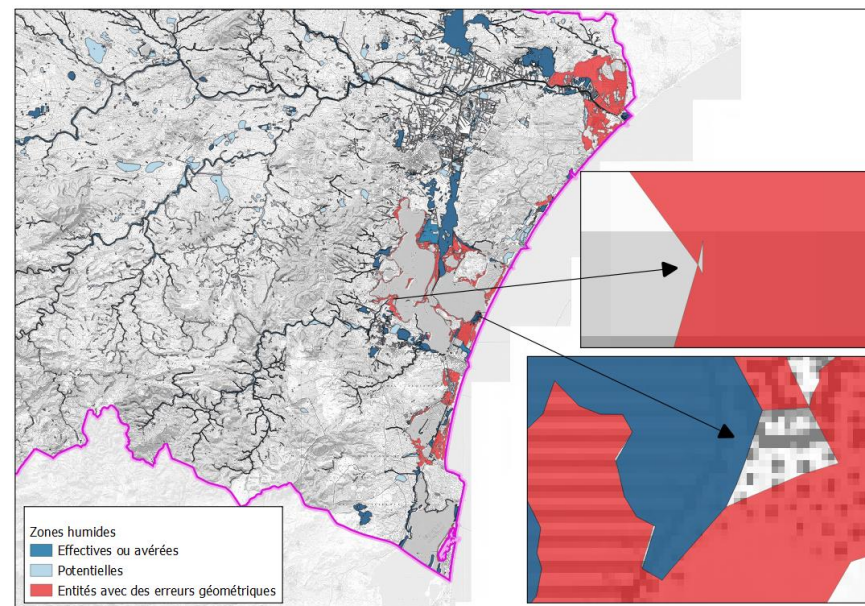 Zones humides
Effectives ou avérées
Potentielles
Entités avec des erreurs géométriques